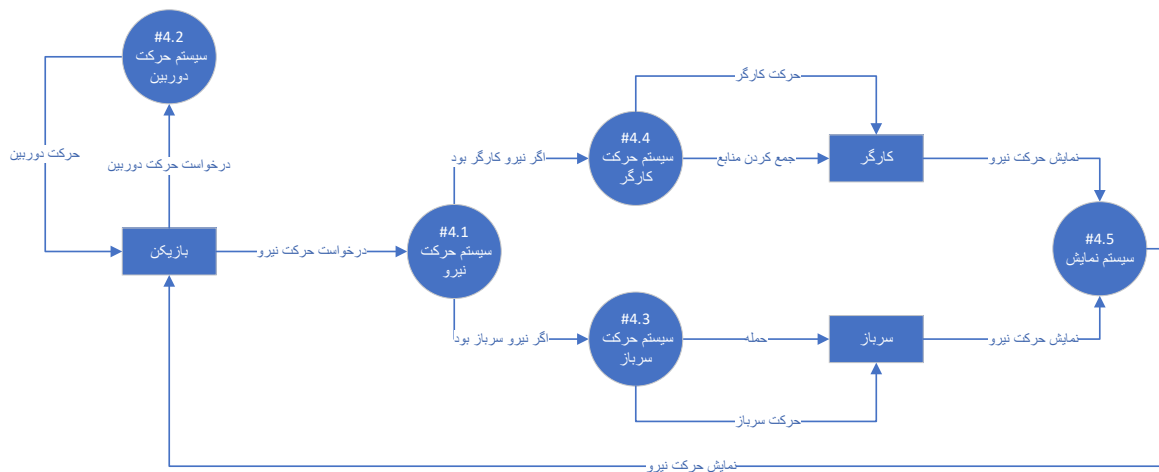 #4.2
سیستم حرکت
دوربین
حرکت کارگر
#4.4
سیستم حرکت
کارگر
حرکت دوربین
درخواست حرکت دوربین
اگر نیرو کارگر بود
جمع کردن منابع
کارگر
نمایش حرکت نیرو
بازیکن
درخواست حرکت نیرو
#4.1
سیستم حرکت
نیرو
#4.5
سیستم نمایش
اگر نیرو سرباز بود
#4.3
سیستم حرکت
سرباز
حمله
سرباز
نمایش حرکت نیرو
حرکت سرباز
نمایش حرکت نیرو